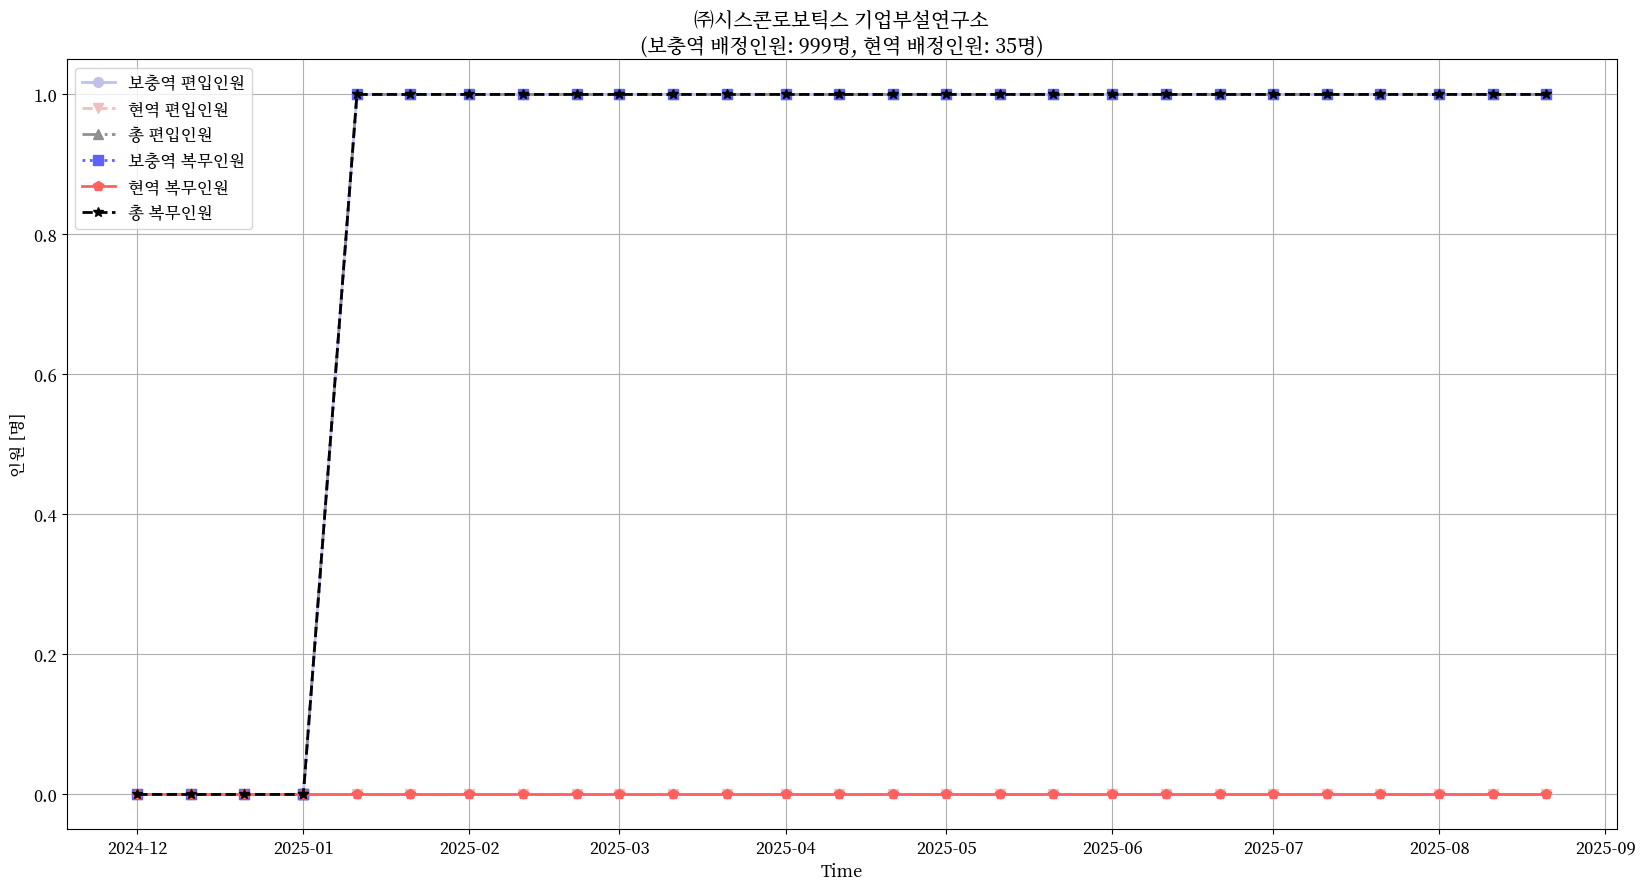 ㈜시스콘로보틱스 기업부설연구소
(보충역 배정인원: 999명, 현역 배정인원: 35명)
보충역 편입인원
현역 편입인원
총 편입인원
보충역 복무인원
현역 복무인원
총 복무인원
인원 [명]
1.0
0.8
0.6
0.4
0.2
0.0
2024-12
2025-01
2025-02
2025-03
2025-04
2025-05
2025-06
2025-07
2025-08
2025-09
Time